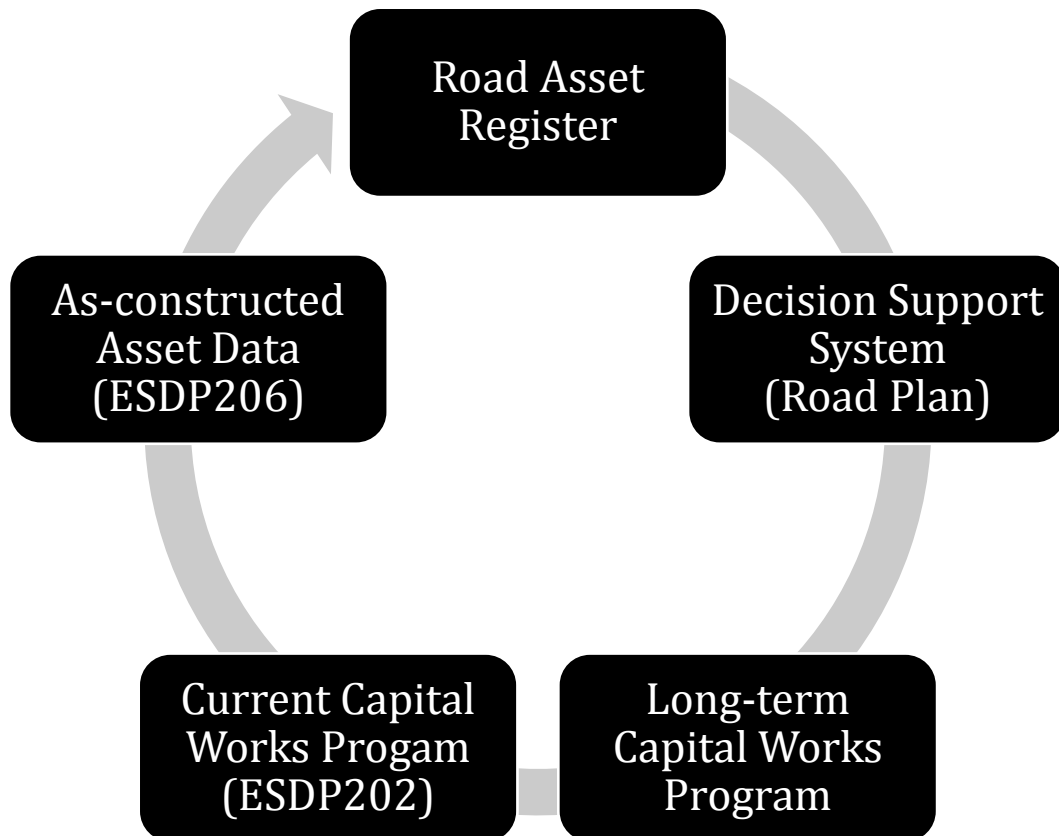 Road Asset
Register
Decision Support
System
(Road Plan)
Long-term
Capital Works
Program
Current Capital
Works Progam
(ESDP202)
As-constructed
Asset Data
(ESDP206)